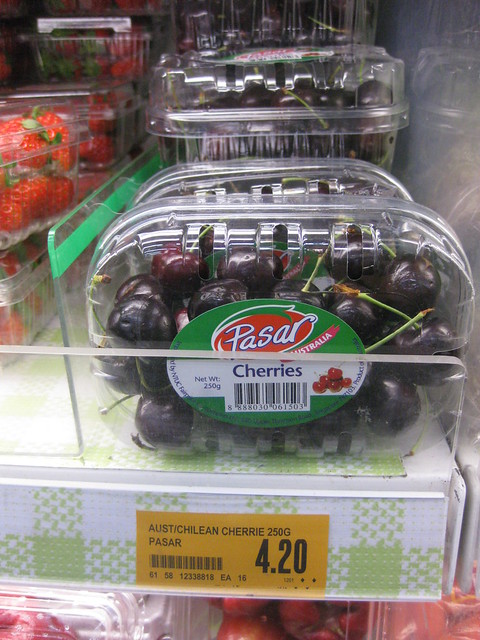 Pasar
AUSTRALIA
Cherries
Net Wt:
250g
8 888030 061503
AUST/CHILEAN CHERRIE 250G
PASAR
4.20
61 58 12338818 EA 16